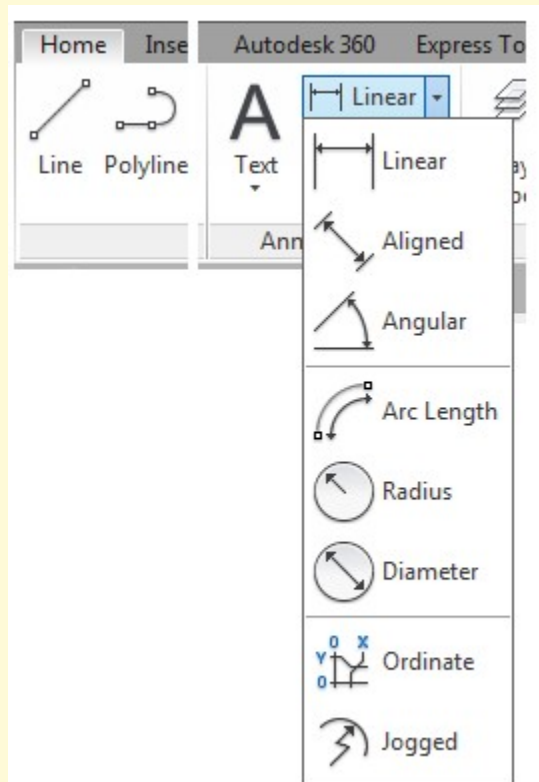 Home Inse Autodesk 360 Express To
Linear
Line Polyline Text
Ann
Linear
Aligned
Angular
Arc Length
Radius
Diameter
0 X
Y Ordinate
0
Jogged